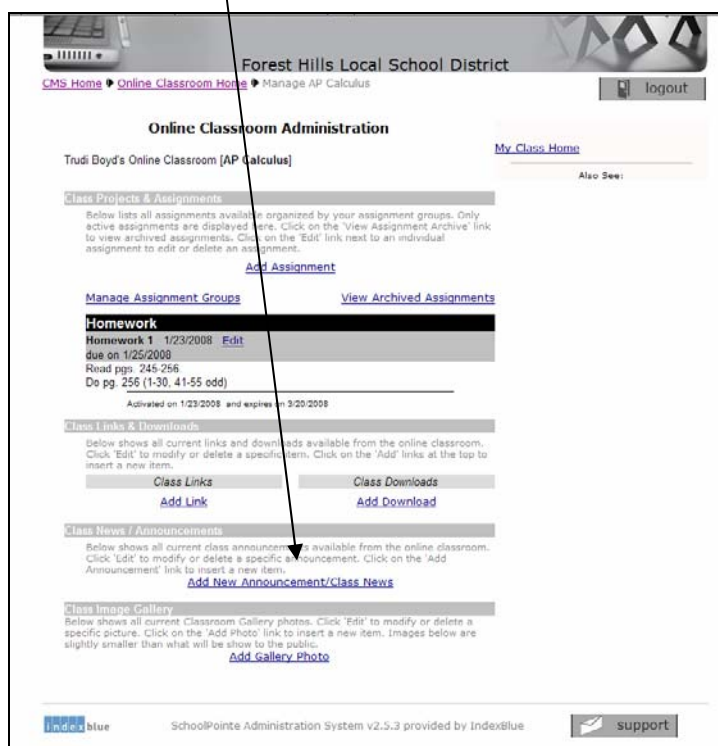 Forest Hills Local School District
CMS Home Online Classroom Home Manage AP Calculus
logout
Online Classroom Administration
My Class Home
Also See:
Trudi Boyd's Online Classroom [AP Calculus]
Class Projects & Assignments
Below lists all assignments available organized by your assignment groups. Only
active assignments are displayed here. Click on the 'View Assignment Archive' link
to view archived assignments. Click on the 'Edit' link next to an individual
assignment to edit or delete an assignment.
Add Assignment
Manage Assignment Groups View Archived Assignments
Homework
Homework 1 1/23/2008 Edit
due on 1/25/2008
Read pgs. 245-256.
Do pg. 256 (1-30, 41-55 odd)
Activated on 1/23/2008 and expires on 3/20/2008
Class Links & Downloads
Below shows all current links and downloads available from the online classroom.
Click 'Edit' to modify or delete a specific item. Click on the 'Add' links at the top to
insert a new item.
Class Links Class Downloads
Add Link Add Download
Class News / Announcements
Below shows all current class announcements available from the online classroom.
Click 'Edit' to modify or delete a specific announcement. Click on the 'Add
Announcement' link to insert a new item.
Add New Announcement/Class News
Class Image Gallery
Below shows all current Classroom Gallery photos. Click 'Edit' to modify or delete a
specific picture. Click on the 'Add Photo' link to insert a new item. Images below are
slightly smaller than what will be show to the public.
Add Gallery Photo
index blue SchoolPointe Administration System v2.5.3 provided by IndexBlue support